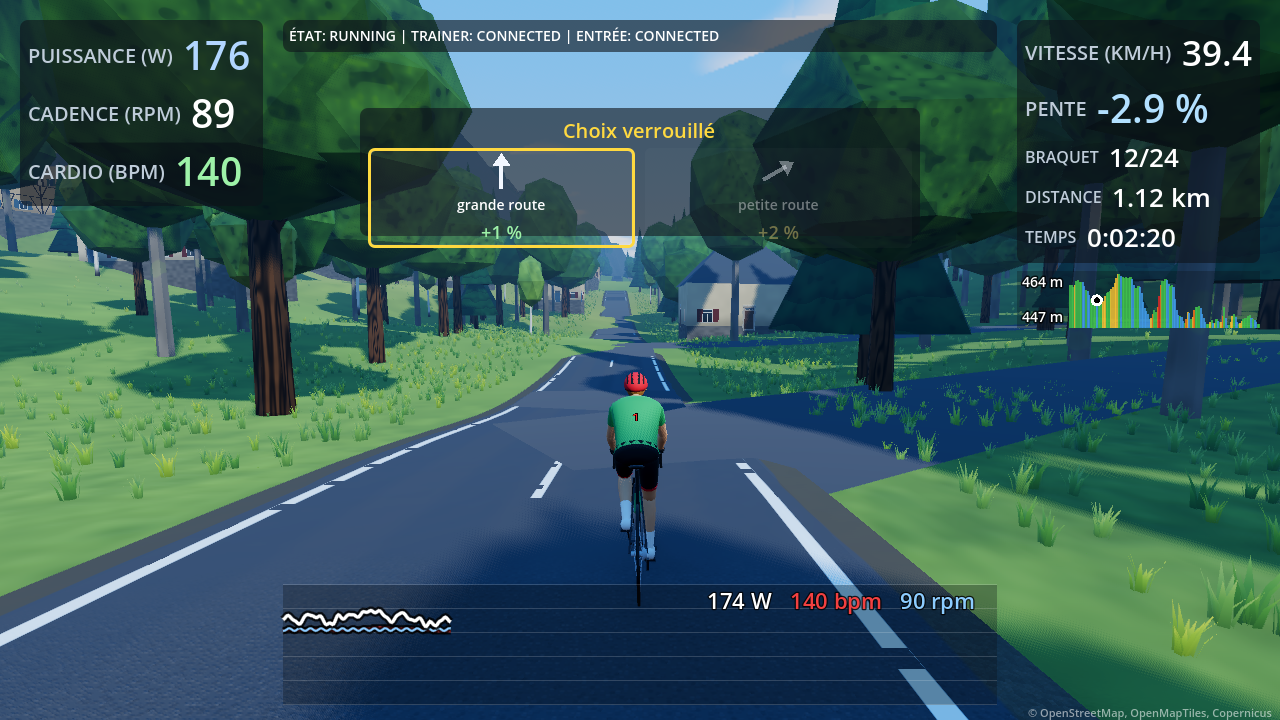 PUISSANCE (W) 176
CADENCE (RPM) 89
CARDIO (BPM) 140
ÉTAT: RUNNING | TRAINER: CONNECTED | ENTRÉE: CONNECTED
Choix verrouillé
grande route
+1 %
petite route
+2 %
VITESSE (KM/H) 39.4
PENTE -2.9 %
BRAQUET 12/24
DISTANCE 1.12 km
TEMPS 0:02:20
464 m
447 m
1
174 W 140 bpm 90 rpm
© OpenStreetMap, OpenMapTiles, Copernicus